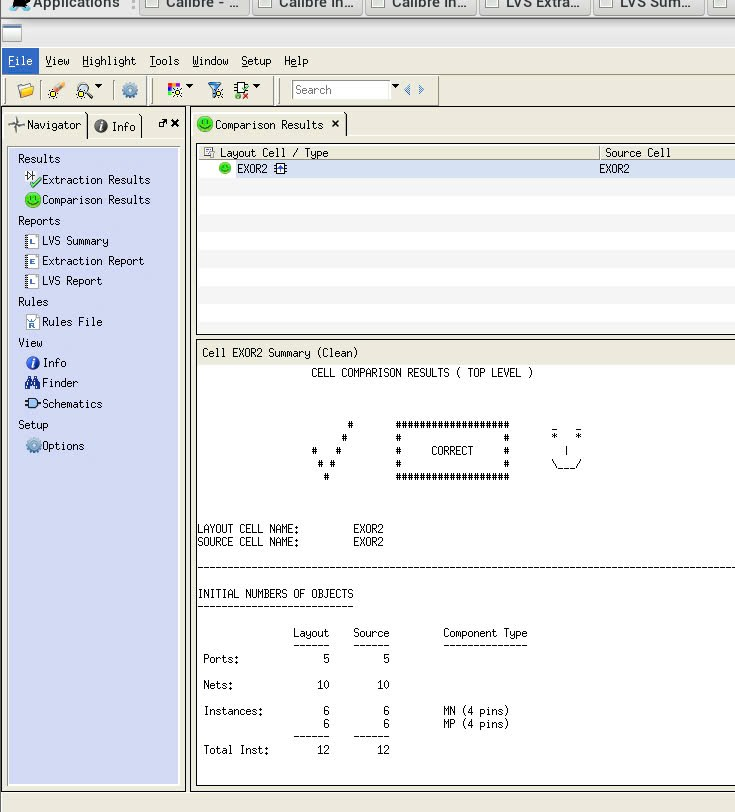 Applications
Calibre - ...
Calibre In...
Calibre In...
LVS Extra...
LVS Sum...
File View Highlight Tools Window Setup Help
Search
Navigator
Info
Comparison Results
Results
Extraction Results
Comparison Results
Reports
LVS Summary
Extraction Report
LVS Report
Rules
Rules File
View
Info
Finder
Schematics
Setup
Options
Layout Cell / Type Source Cell
EXOR2 EXOR2
Cell EXOR2 Summary (Clean)
CELL COMPARISON RESULTS ( TOP LEVEL )
# ################### _ _
# # # * *
# # # CORRECT # |
# # # # \___/
# ###################
LAYOUT CELL NAME: EXOR2
SOURCE CELL NAME: EXOR2
INITIAL NUMBERS OF OBJECTS
--------------------------
Layout Source Component Type
------ ------ --------------
Ports: 5 5
Nets: 10 10
Instances: 6 6 MN (4 pins)
6 6 MP (4 pins)
------ ------
Total Inst: 12 12